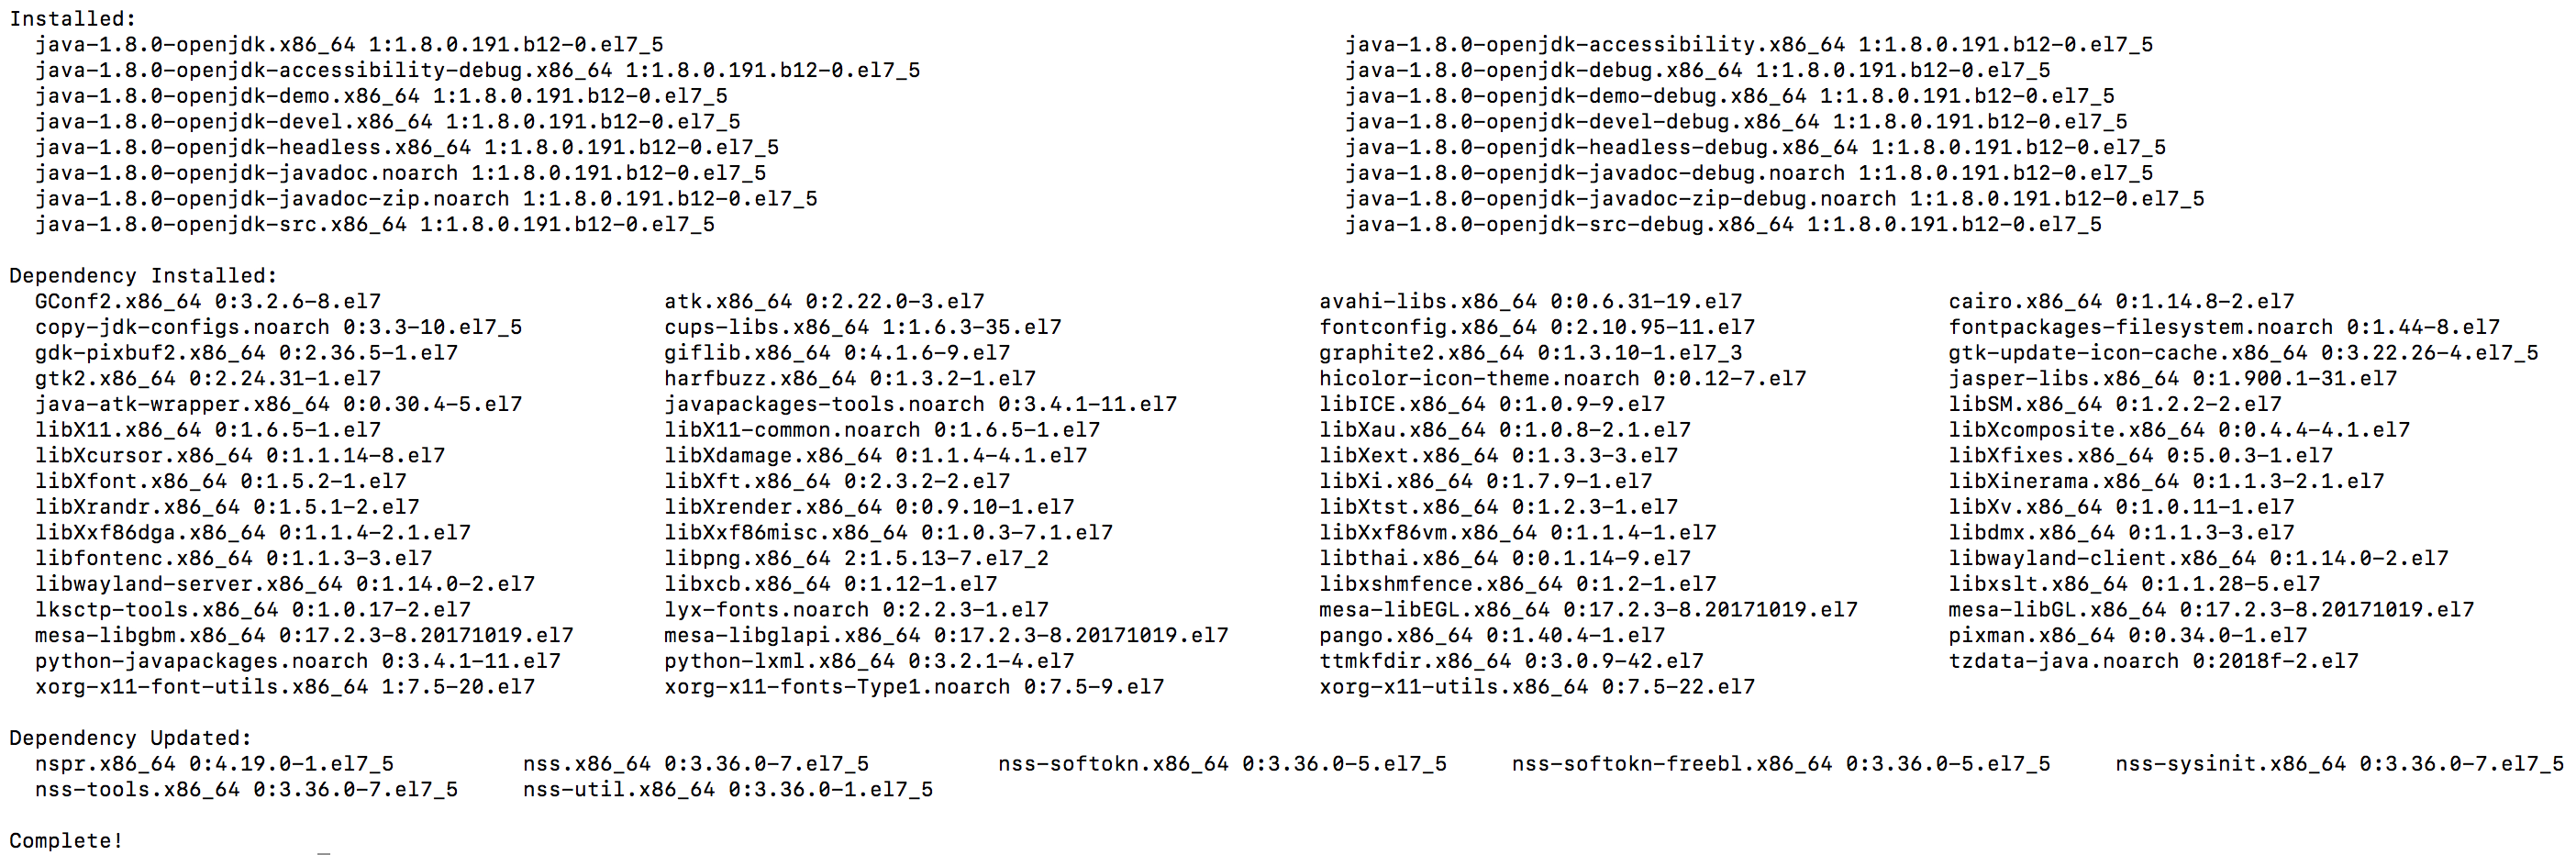 Installed:
java-1.8.0-openjdk.x86_64 1:1.8.0.191.b12-0.el7_5 java-1.8.0-openjdk-accessibility.x86_64 1:1.8.0.191.b12-0.el7_5
java-1.8.0-openjdk-accessibility-debug.x86_64 1:1.8.0.191.b12-0.el7_5 java-1.8.0-openjdk-debug.x86_64 1:1.8.0.191.b12-0.el7_5
java-1.8.0-openjdk-demo.x86_64 1:1.8.0.191.b12-0.el7_5 java-1.8.0-openjdk-demo-debug.x86_64 1:1.8.0.191.b12-0.el7_5
java-1.8.0-openjdk-devel.x86_64 1:1.8.0.191.b12-0.el7_5 java-1.8.0-openjdk-devel-debug.x86_64 1:1.8.0.191.b12-0.el7_5
java-1.8.0-openjdk-headless.x86_64 1:1.8.0.191.b12-0.el7_5 java-1.8.0-openjdk-headless-debug.x86_64 1:1.8.0.191.b12-0.el7_5
java-1.8.0-openjdk-javadoc.noarch 1:1.8.0.191.b12-0.el7_5 java-1.8.0-openjdk-javadoc-debug.noarch 1:1.8.0.191.b12-0.el7_5
java-1.8.0-openjdk-javadoc-zip.noarch 1:1.8.0.191.b12-0.el7_5 java-1.8.0-openjdk-javadoc-zip-debug.noarch 1:1.8.0.191.b12-0.el7_5
java-1.8.0-openjdk-src.x86_64 1:1.8.0.191.b12-0.el7_5 java-1.8.0-openjdk-src-debug.x86_64 1:1.8.0.191.b12-0.el7_5
Dependency Installed:
GConf2.x86_64 0:3.2.6-8.el7 atk.x86_64 0:2.22.0-3.el7 avahi-libs.x86_64 0:0.6.31-19.el7 cairo.x86_64 0:1.14.8-2.el7
copy-jdk-configs.noarch 0:3.3-10.el7_5 cups-libs.x86_64 1:1.6.3-35.el7 fontconfig.x86_64 0:2.10.95-11.el7 fontpackages-filesystem.noarch 0:1.44-8.el7
gdk-pixbuf2.x86_64 0:2.36.5-1.el7 giflib.x86_64 0:4.1.6-9.el7 graphite2.x86_64 0:1.3.10-1.el7_3 gtk-update-icon-cache.x86_64 0:3.22.26-4.el7_5
gtk2.x86_64 0:2.24.31-1.el7 harfbuzz.x86_64 0:1.3.2-1.el7 hicolor-icon-theme.noarch 0:0.12-7.el7 jasper-libs.x86_64 0:1.900.1-31.el7
java-atk-wrapper.x86_64 0:0.30.4-5.el7 javapackages-tools.noarch 0:3.4.1-11.el7 libICE.x86_64 0:1.0.9-9.el7 libSM.x86_64 0:1.2.2-2.el7
libX11.x86_64 0:1.6.5-1.el7 libX11-common.noarch 0:1.6.5-1.el7 libXau.x86_64 0:1.0.8-2.1.el7 libXcomposite.x86_64 0:0.4.4-4.1.el7
libXcursor.x86_64 0:1.1.14-8.el7 libXdamage.x86_64 0:1.1.4-4.1.el7 libXext.x86_64 0:1.3.3-3.el7 libXfixes.x86_64 0:5.0.3-1.el7
libXfont.x86_64 0:1.5.2-1.el7 libXft.x86_64 0:2.3.2-2.el7 libXi.x86_64 0:1.7.9-1.el7 libXinerama.x86_64 0:1.1.3-2.1.el7
libXrandr.x86_64 0:1.5.1-2.el7 libXrender.x86_64 0:0.9.10-1.el7 libXtst.x86_64 0:1.2.3-1.el7 libXv.x86_64 0:1.0.11-1.el7
libXxf86dga.x86_64 0:1.1.4-2.1.el7 libXxf86misc.x86_64 0:1.0.3-7.1.el7 libXxf86vm.x86_64 0:1.1.4-1.el7 libdmx.x86_64 0:1.1.3-3.el7
libfontenc.x86_64 0:1.1.3-3.el7 libpng.x86_64 2:1.5.13-7.el7_2 libthai.x86_64 0:0.1.14-9.el7 libwayland-client.x86_64 0:1.14.0-2.el7
libwayland-server.x86_64 0:1.14.0-2.el7 libxcb.x86_64 0:1.12-1.el7 libxshmfence.x86_64 0:1.2-1.el7 libxslt.x86_64 0:1.1.28-5.el7
lksctp-tools.x86_64 0:1.0.17-2.el7 lyx-fonts.noarch 0:2.2.3-1.el7 mesa-libEGL.x86_64 0:17.2.3-8.20171019.el7 mesa-libGL.x86_64 0:17.2.3-8.20171019.el7
mesa-libgbm.x86_64 0:17.2.3-8.20171019.el7 mesa-libglapi.x86_64 0:17.2.3-8.20171019.el7 pango.x86_64 0:1.40.4-1.el7 pixman.x86_64 0:0.34.0-1.el7
python-javapackages.noarch 0:3.4.1-11.el7 python-lxml.x86_64 0:3.2.1-4.el7 ttmkfdir.x86_64 0:3.0.9-42.el7 tzdata-java.noarch 0:2018f-2.el7
xorg-x11-font-utils.x86_64 1:7.5-20.el7 xorg-x11-fonts-Type1.noarch 0:7.5-9.el7 xorg-x11-utils.x86_64 0:7.5-22.el7
Dependency Updated:
nspr.x86_64 0:4.19.0-1.el7_5 nss.x86_64 0:3.36.0-7.el7_5 nss-softokn.x86_64 0:3.36.0-5.el7_5 nss-softokn-freebl.x86_64 0:3.36.0-5.el7_5 nss-sysinit.x86_64 0:3.36.0-7.el7_5
nss-tools.x86_64 0:3.36.0-7.el7_5 nss-util.x86_64 0:3.36.0-1.el7_5
Complete!